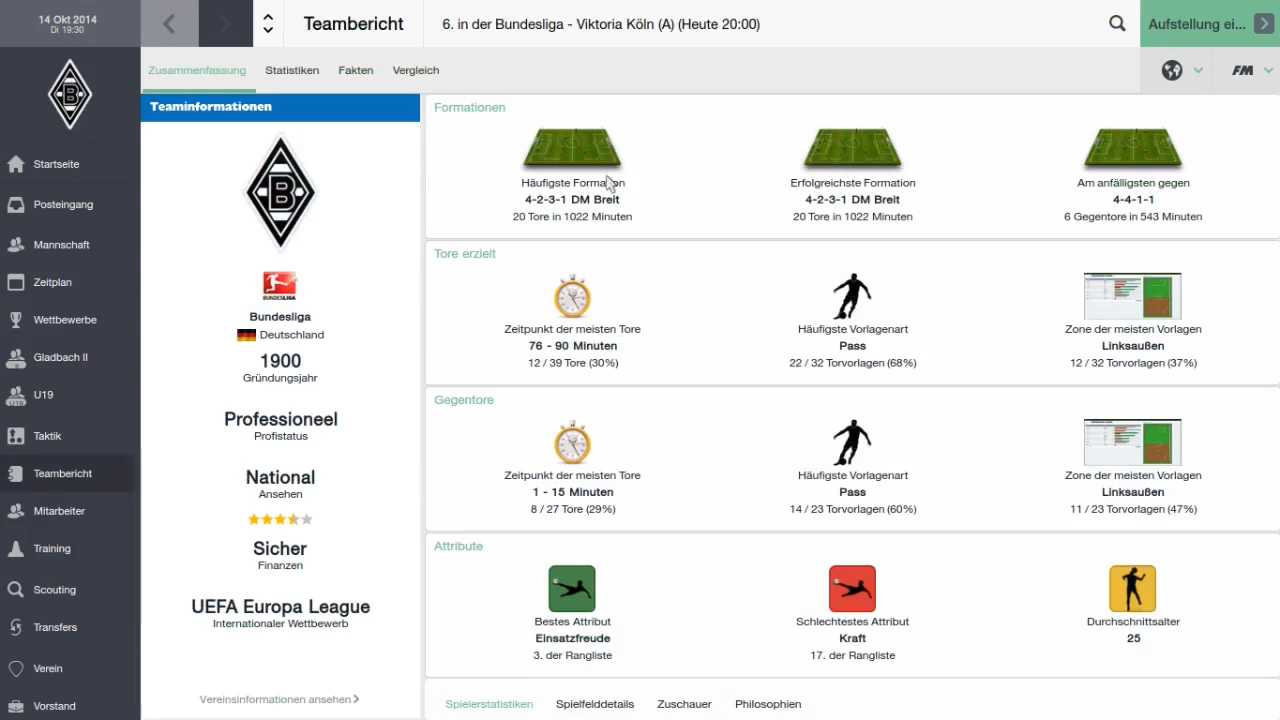 14 Okt 2014
Di 19:30
Teambericht
6. in der Bundesliga - Viktoria Köln (A) (Heute 20:00)
Aufstellung ei...
Zusammenfassung
Statistiken
Fakten
Vergleich
FM
Startseite
Posteingang
Mannschaft
Zeitplan
Wettbewerbe
Gladbach II
U19
Taktik
Teambericht
Mitarbeiter
Training
Scouting
Transfers
Verein
Vorstand
Teaminformationen
B
BUNDESLIGA
Bundesliga
Deutschland
1900
Gründungsjahr
Professioneel
Profistatus
National
Ansehen
Sicher
Finanzen
UEFA Europa League
Internationaler Wettbewerb
Vereinsinformationen ansehen
Formationen
Häufigste Formation
4-2-3-1 DM Breit
20 Tore in 1022 Minuten
Erfolgreichste Formation
4-2-3-1 DM Breit
20 Tore in 1022 Minuten
Am anfälligsten gegen
4-4-1-1
6 Gegentore in 543 Minuten
Tore erzielt
Zeitpunkt der meisten Tore
76 - 90 Minuten
12 / 39 Tore (30%)
Häufigste Vorlagenart
Pass
22 / 32 Torvorlagen (68%)
Zone der meisten Vorlagen
Linksaußen
12 / 32 Torvorlagen (37%)
Gegentore
Zeitpunkt der meisten Tore
1 - 15 Minuten
8 / 27 Tore (29%)
Häufigste Vorlagenart
Pass
14 / 23 Torvorlagen (60%)
Zone der meisten Vorlagen
Linksaußen
11 / 23 Torvorlagen (47%)
Attribute
Bestes Attribut
Einsatzfreude
3. der Rangliste
Schlechtestes Attribut
Kraft
17. der Rangliste
Durchschnittsalter
25
Spielerstatistiken
Spielfelddetails
Zuschauer
Philosophien